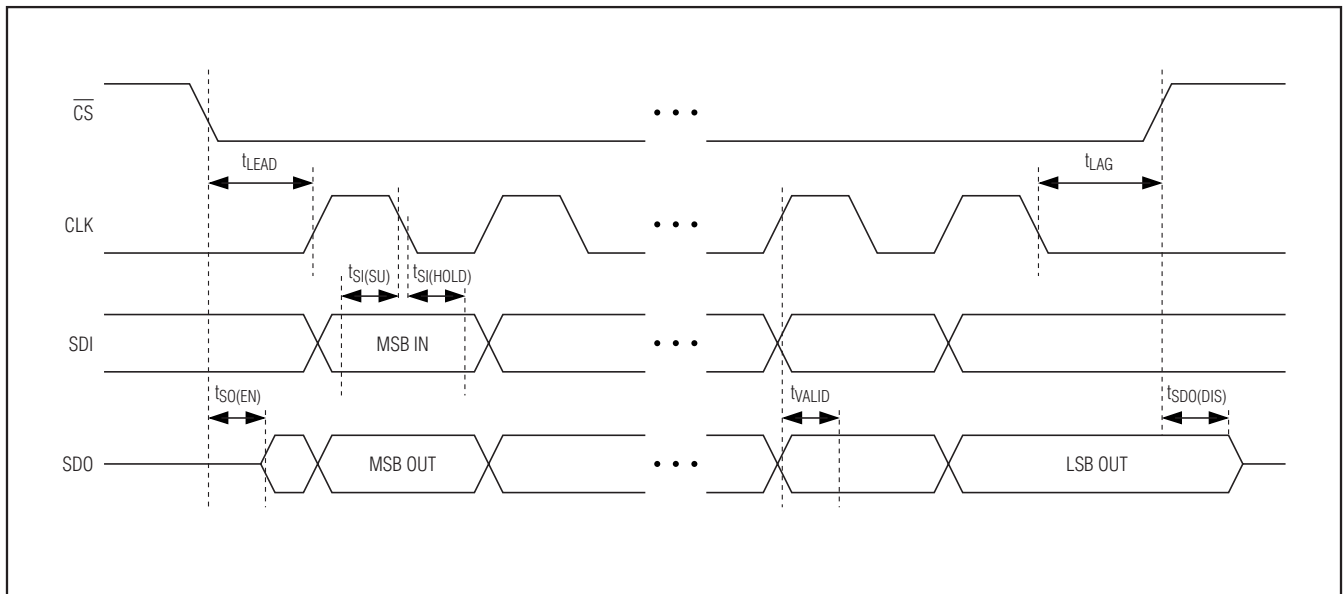 CS
tLEAD
tLAG
CLK
tSI(SU)
tSI(HOLD)
SDI
MSB IN
tSO(EN)
tVALID
tSDO(DIS)
SDO
MSB OUT
LSB OUT